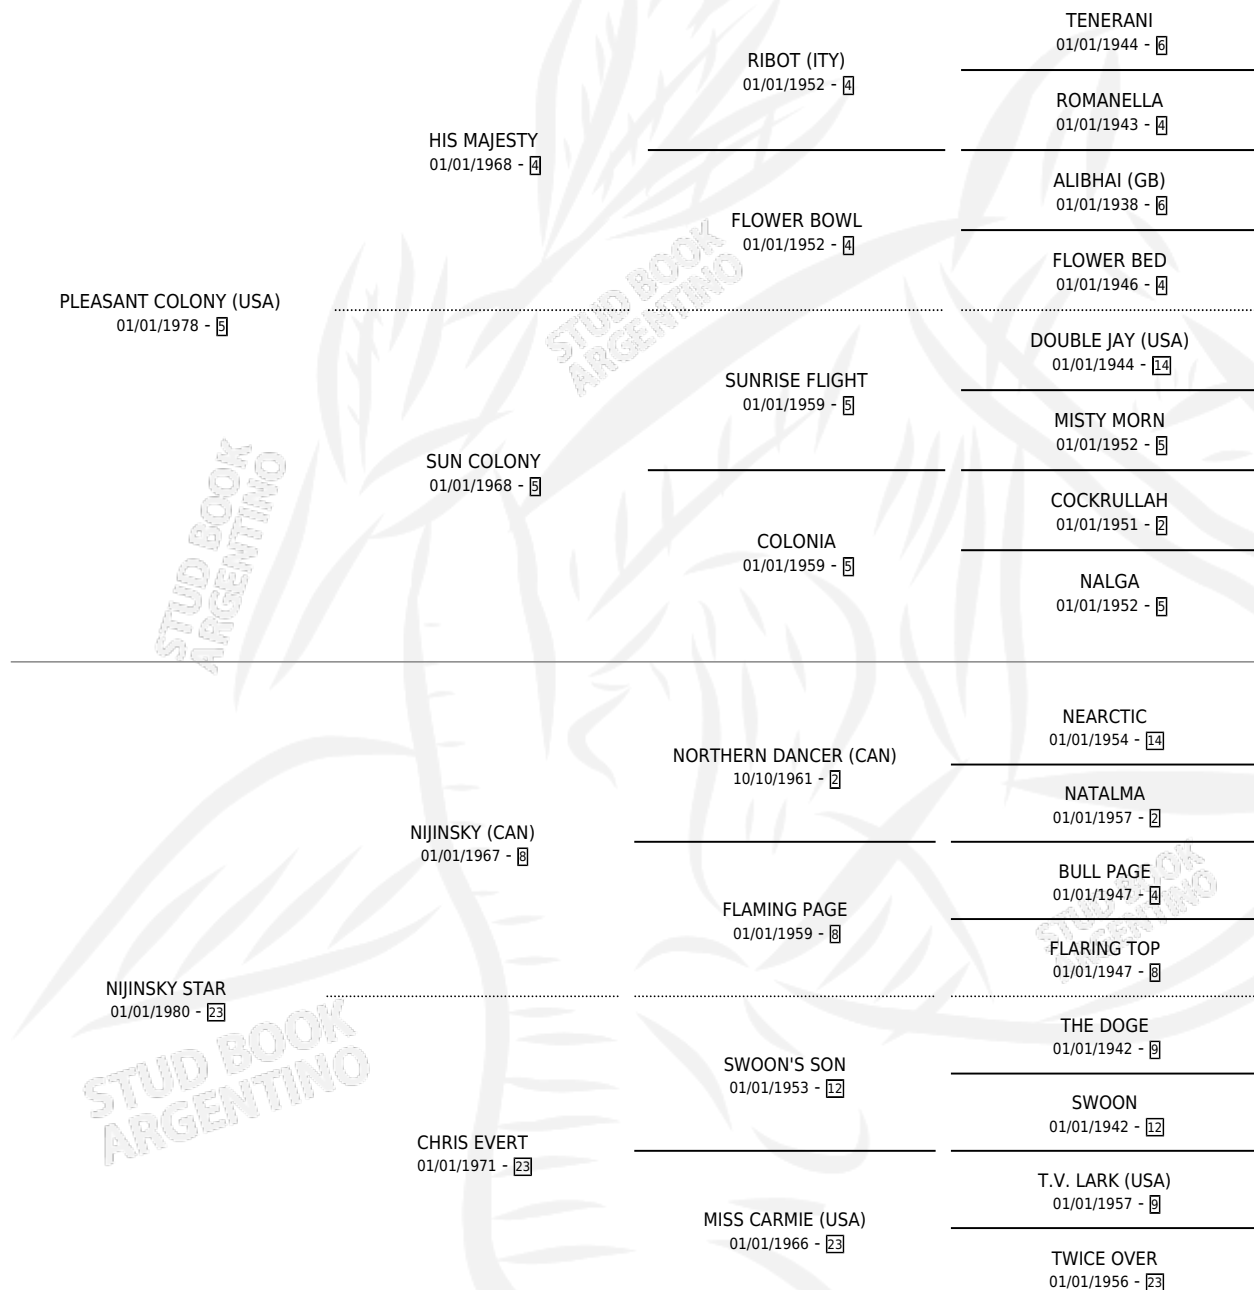 TENERANI
01/01/1944 - 6
RIBOT (ITY)
01/01/1952 - 4
ROMANELLA
01/01/1943 - 4
HIS MAJESTY
01/01/1968 - 4
ALIBHAI (GB)
01/01/1938 - 6
FLOWER BOWL
01/01/1952 - 4
FLOWER BED
01/01/1946 - 4
PLEASANT COLONY (USA)
01/01/1978 - 5
DOUBLE JAY (USA)
01/01/1944 - 14
SUNRISE FLIGHT
01/01/1959 - 5
MISTY MORN
01/01/1952 - 5
SUN COLONY
01/01/1968 - 5
COCKRULLAH
01/01/1951 - 2
COLONIA
01/01/1959 - 5
NALGA
01/01/1952 - 5
NEARCTIC
01/01/1954 - 14
NORTHERN DANCER (CAN)
10/10/1961 - 2
NATALMA
01/01/1957 - 2
NIJINSKY (CAN)
01/01/1967 - 8
BULL PAGE
01/01/1947 - 4
FLAMING PAGE
01/01/1959 - 8
FLARING TOP
01/01/1947 - 8
NIJINSKY STAR
01/01/1980 - 23
THE DOGE
01/01/1942 - 9
SWOON'S SON
01/01/1953 - 12
SWOON
01/01/1942 - 12
CHRIS EVERT
01/01/1971 - 23
T.V. LARK (USA)
01/01/1957 - 9
MISS CARMIE (USA)
01/01/1966 - 23
TWICE OVER
01/01/1956 - 23
STUD BOOK
ARGENTINO
STUD BOOK
ARGENTINO
STUD BOOK
ARGENTINO
STUD BOOK
ARGENTINO